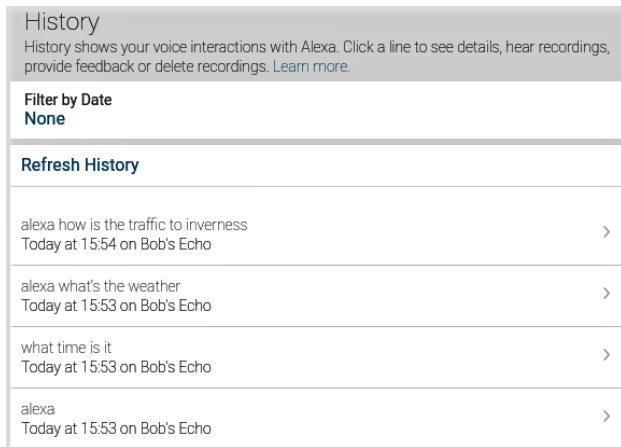 History
History shows your voice interactions with Alexa. Click a line to see details, hear recordings,
provide feedback or delete recordings. Learn more.
Filter by Date
None
Refresh History
alexa how is the traffic to inverness
Today at 15:54 on Bob's Echo
alexa what's the weather
Today at 15:53 on Bob's Echo
what time is it
Today at 15:53 on Bob's Echo
alexa
Today at 15:53 on Bob's Echo